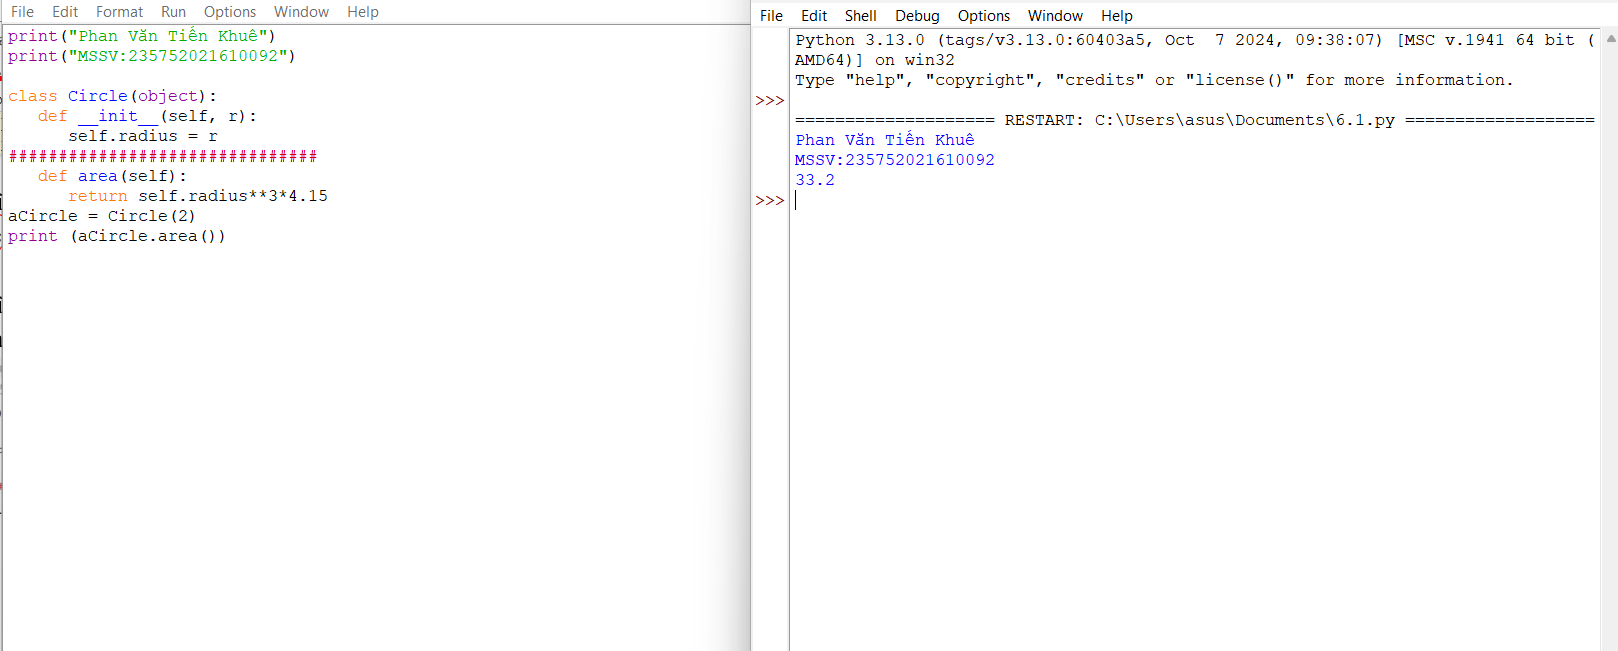 File Edit Format Run Options Window Help
print("Phan Văn Tiến Khuê")
print("MSSV:235752021610092")
class Circle(object):
   def __init__(self, r):
      self.radius = r
###############################
   def area(self):
      return self.radius**3*4.15
aCircle = Circle(2)
print (aCircle.area())
File Edit Shell Debug Options Window Help
Python 3.13.0 (tags/v3.13.0:60403a5, Oct  7 2024, 09:38:07) [MSC v.1941 64 bit (
AMD64)] on win32
Type "help", "copyright", "credits" or "license()" for more information.
>>>
==================== RESTART: C:\Users\asus\Documents\6.1.py ===================
Phan Văn Tiến Khuê
MSSV:235752021610092
33.2
>>>